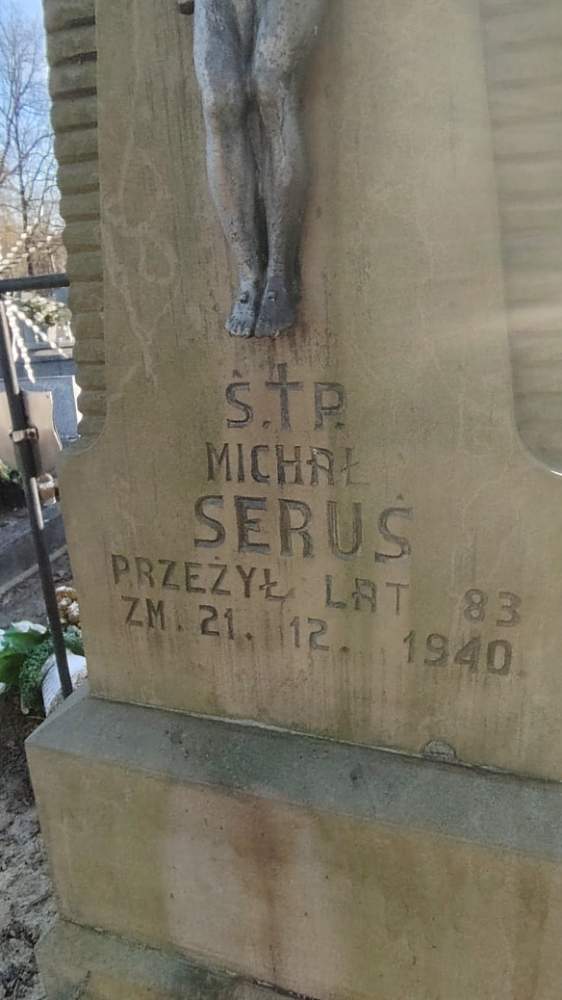 Ś.†P.
MICHAŁ
SERUŚ
PRZEŻYŁ LAT 83
ZM. 21. 12. 1940.